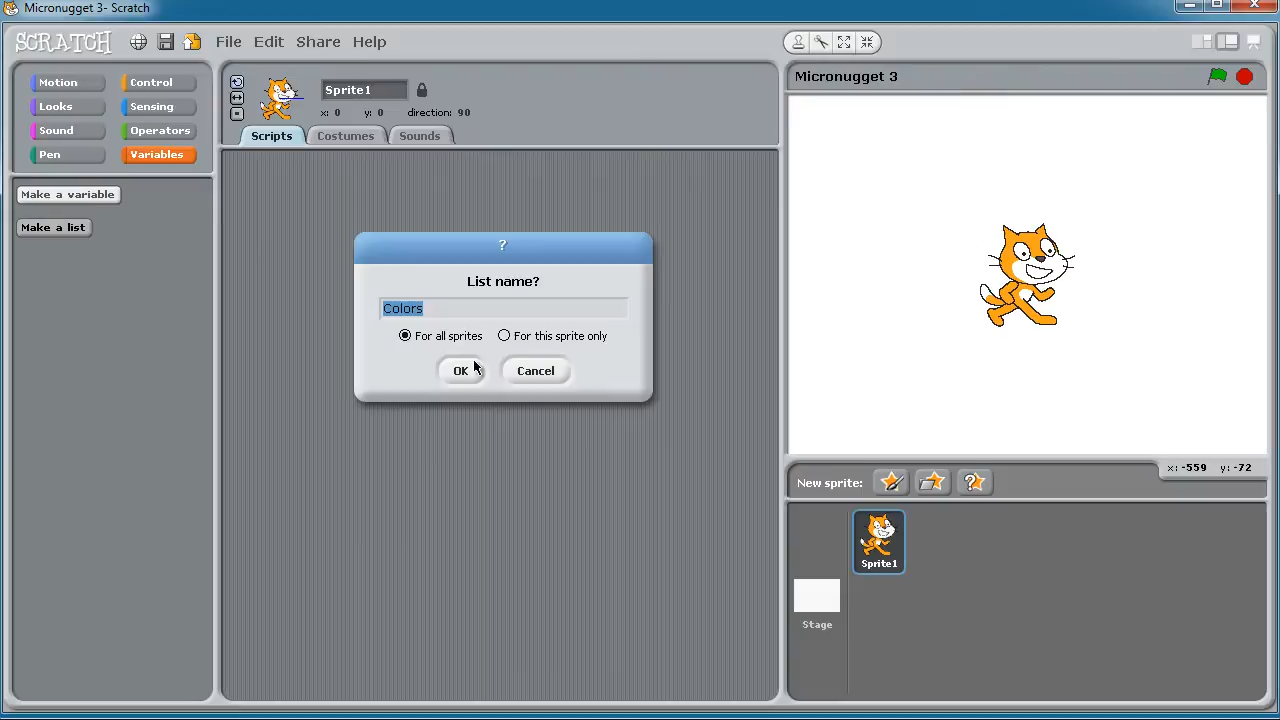 Micronugget 3- Scratch
SCRATCH
File Edit Share Help
Motion
Control
Looks
Sensing
Sound
Operators
Pen
Variables
Make a variable
Make a list
Sprite1
x: 0 y: 0 direction: 90
Scripts
Costumes
Sounds
?
List name?
Colors
For all sprites
For this sprite only
OK
Cancel
Micronugget 3
x: -559 y: -72
New sprite:
Sprite1
Stage